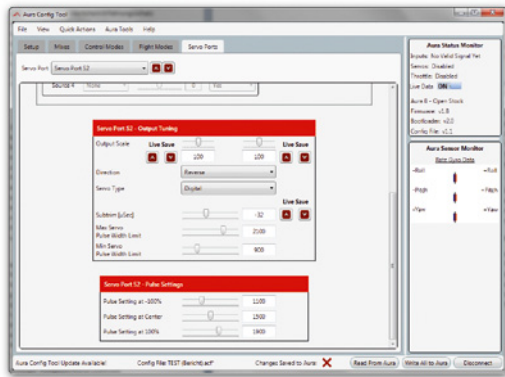 Aura Config Tool
File View Quick Actions Aura Tools Help
Setup Mixes Control Modes Flight Modes Servo Ports
Servo Port Servo Port S2
Source 4 None 0 Yes
Servo Port S2 - Output Tuning
Output Scale Live Save Live Save
100 100
Direction Reverse
Servo Type Digital
Live Save
Subtrim [uSec] -32
Max Servo
Pulse Width Limit 2100
Min Servo
Pulse Width Limit 900
Servo Port S2 - Pulse Settings
Pulse Setting at -100% 1100
Pulse Setting at Center 1500
Pulse Setting at 100% 1900
Aura Status Monitor
Inputs: No Valid Signal Yet
Servos: Disabled
Throttle: Disabled
Live Data: ON
Aura 8 - Open Stock
Firmware: v1.8
Bootloader: v2.0
Config File: v1.1
Aura Sensor Monitor
Rate Gyro Data
-Roll +Roll
-Pitch +Pitch
-Yaw +Yaw
Aura Config Tool Update Available! Config File: TEST (Bericht).acf* Changes Saved to Aura: Read From Aura Write All to Aura Disconnect